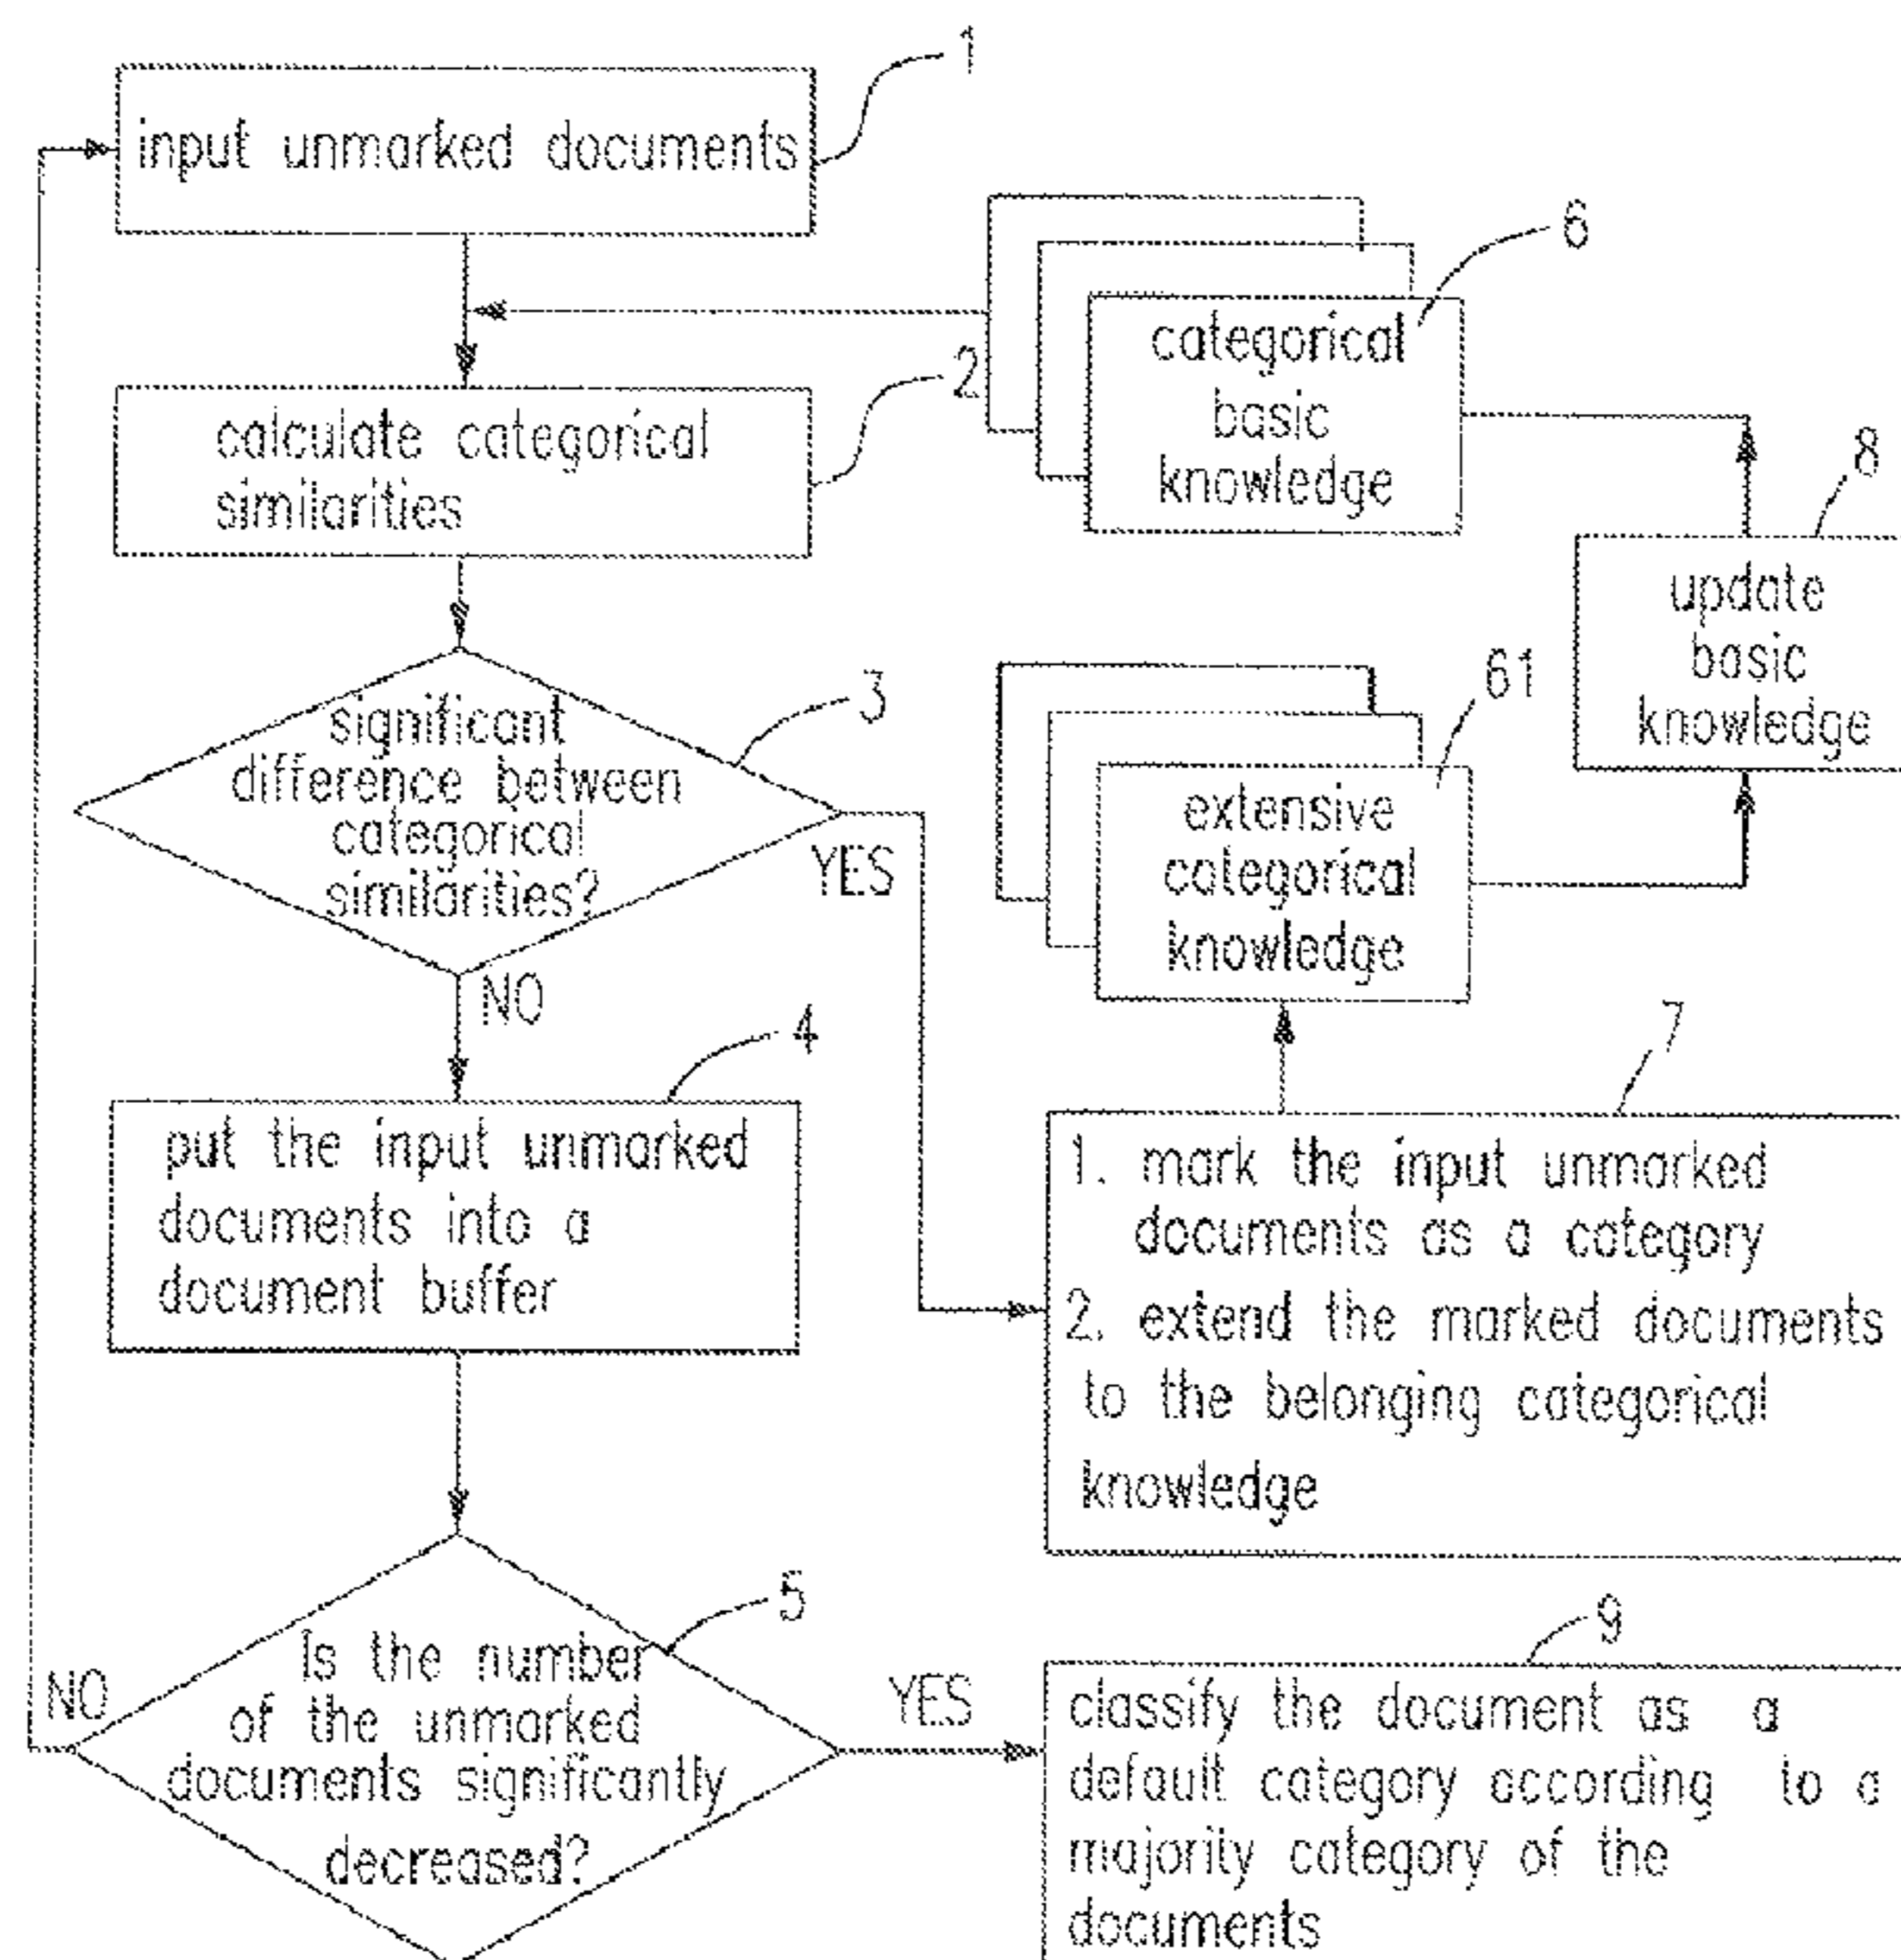 1
input unmarked documents
6
categorical
basic
knowledge
2
calculate categorical
similarities
8
update
basic
knowledge
3
significant
difference between
categorical
similarities?
YES
NO
61
extensive
categorical
knowledge
4
put the input unmarked
documents into a
document buffer
7
1. mark the input unmarked
documents as a category
2. extend the marked documents
to the belonging categorical
knowledge
5
Is the number
of the unmarked
documents significantly
decreased?
NO
YES
9
classify the document as a
default category according to a
majority category of the
documents